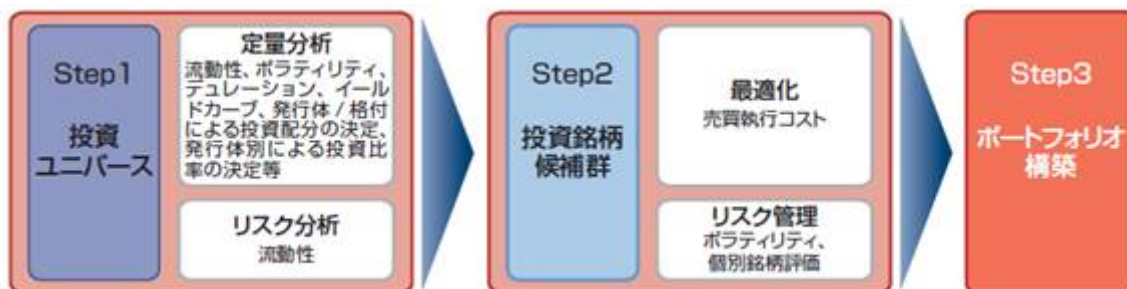 Step1
投資
ユニバース
定量分析
流動性、ボラティリティ、
デュレーション、イール
ドカーブ、発行体 / 格付
による投資配分の決定、
発行体別による投資比
率の決定等
リスク分析
流動性
Step2
投資銘柄
候補群
最適化
売買執行コスト
リスク管理
ボラティリティ、
個別銘柄評価
Step3
ポートフォリオ
構築